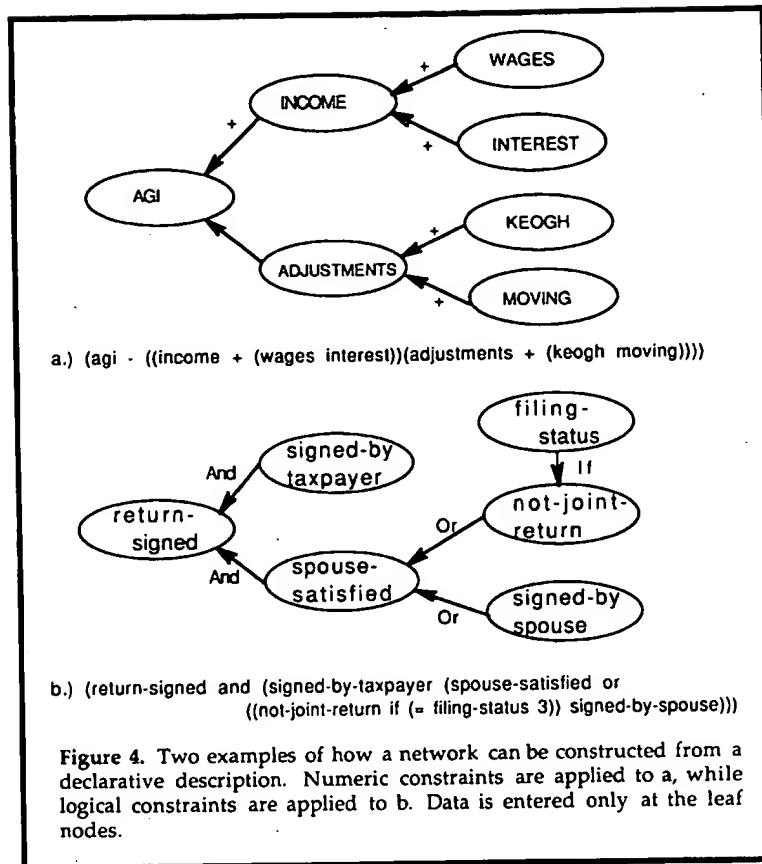 WAGES
+
INCOME
+
INTEREST
+
AGI
KEOGH
+
ADJUSTMENTS
+
MOVING
a.) (agi - ((income + (wages interest))(adjustments + (keogh moving))))
filing-
status
signed-by
taxpayer
If
And
not-joint-
return
return-
signed
Or
And
spouse-
satisfied
Or
signed-by
spouse
b.) (return-signed and (signed-by-taxpayer (spouse-satisfied or
((not-joint-return if (= filing-status 3)) signed-by-spouse)))
Figure 4. Two examples of how a network can be constructed from a
declarative description. Numeric constraints are applied to a, while
logical constraints are applied to b. Data is entered only at the leaf
nodes.